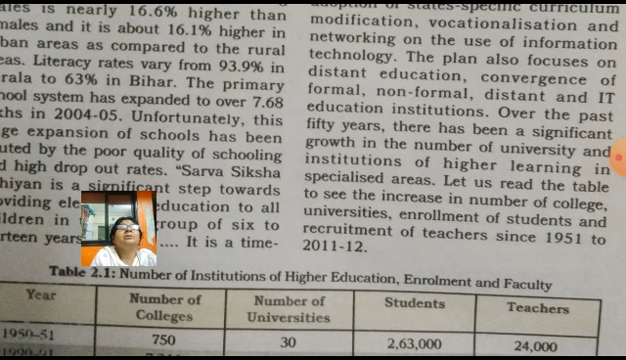 ales is nearly 16.6% higher than
males and it is about 16.1% higher in
ban areas as compared to the rural
eas. Literacy rates vary from 93.9% in
rala to 63% in Bihar. The primary
hool system has expanded to over 7.68
khs in 2004-05. Unfortunately, this
ge expansion of schools has been
uted by the poor quality of schooling
d high drop out rates. “Sarva Siksha
hiyan is a significant step towards
oviding ele education to all
ildren in roup of six to
rteen years .... It is a time-
adoption of states-specific curriculum
modification, vocationalisation and
networking on the use of information
technology. The plan also focuses on
distant education, convergence of
formal, non-formal, distant and IT
education institutions. Over the past
fifty years, there has been a significant
growth in the number of university and
institutions of higher learning in
specialised areas. Let us read the table
to see the increase in number of college,
universities, enrollment of students and
recruitment of teachers since 1951 to
2011-12.
Table 2.1: Number of Institutions of Higher Education, Enrolment and Faculty
Year Number of Colleges Number of Universities Students Teachers
1950–51 750 30 2,63,000 24,000
1990–91